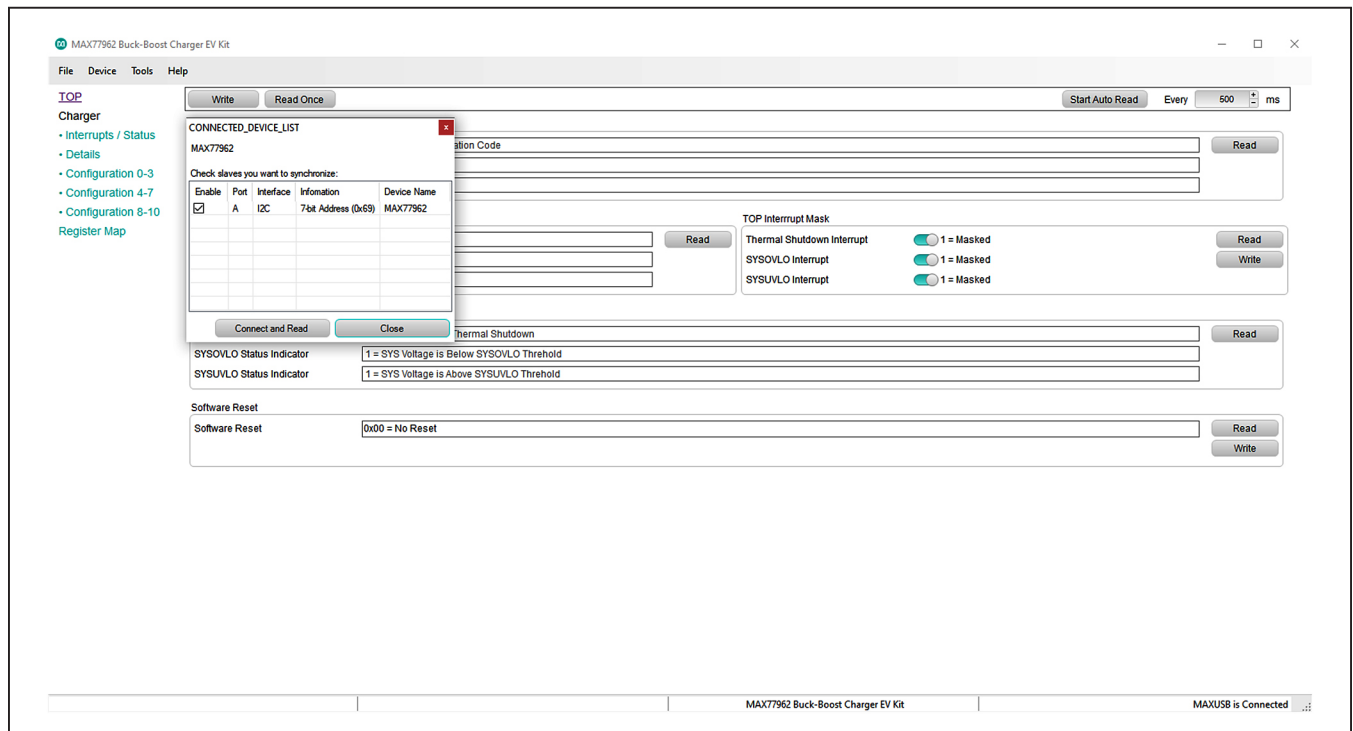 MAX77962 Buck-Boost Charger EV Kit
File Device Tools Help
TOP
Charger
• Interrupts / Status
• Details
• Configuration 0-3
• Configuration 4-7
• Configuration 8-10
Register Map
Write Read Once Start Auto Read Every 500 ms
CONNECTED_DEVICE_LIST x
MAX77962
Check slaves you want to synchronize:
Enable Port Interface Infomation Device Name
A I2C 7-bit Address (0x69) MAX77962
Connect and Read Close
Code Read
Read
TOP Interrrupt Mask
Thermal Shutdown Interrupt 1 = Masked Read
SYSOVLO Interrupt 1 = Masked Write
SYSUVLO Interrupt 1 = Masked
Thermal Shutdown Read
SYSOVLO Status Indicator 1 = SYS Voltage is Below SYSOVLO Threhold
SYSUVLO Status Indicator 1 = SYS Voltage is Above SYSUVLO Threhold
Software Reset
Software Reset 0x00 = No Reset Read
Write
MAX77962 Buck-Boost Charger EV Kit MAXUSB is Connected